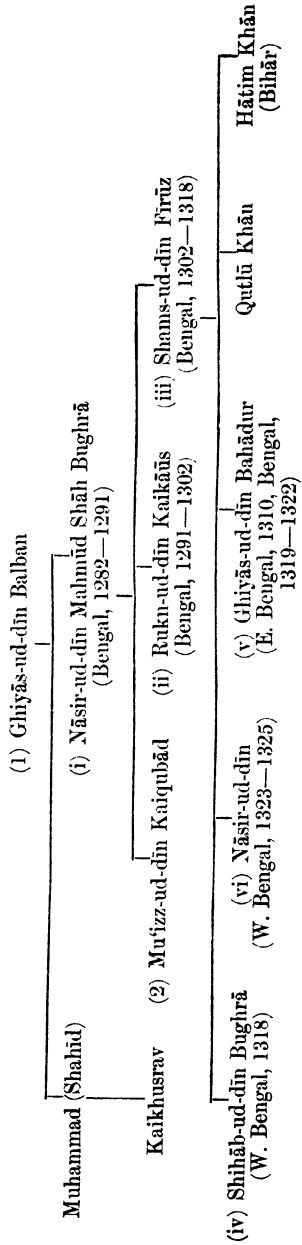 (1) Ghiyās-ud-dīn Balban
Muhammad (Shahīd)
(i) Nāsir-ud-dīn Mahmūd Shāh Bughrā
(Bengal, 1282—1291)
Kaikhusrav
(2) Mu‘izz-ud-dīn Kaiqubād
(ii) Rukn-ud-dīn Kaikāūs
(Bengal, 1291—1302)
(iii) Shams-ud-dīn Fīrūz
(Bengal, 1302—1318)
(iv) Shihāb-ud-dīn Bughrā
(W. Bengal, 1318)
(vi) Nāsir-ud-dīn
(W. Bengal, 1323—1325)
(v) Ghiyās-ud-dīn Bahādur
(E. Bengal, 1310, Bengal,
1319—1322)
Qutlū Khān
Hātim Khān
(Bihār)